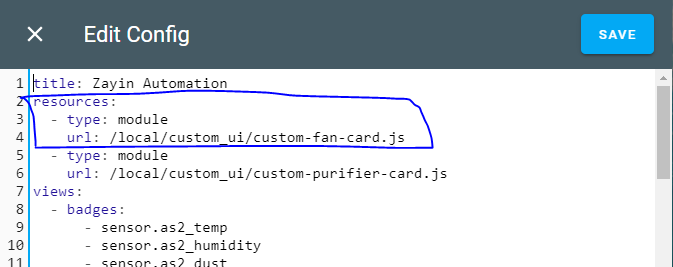 × Edit Config SAVE
1 title: Zayin Automation
2 resources:
3 - type: module
4 url: /local/custom_ui/custom-fan-card.js
5 - type: module
6 url: /local/custom_ui/custom-purifier-card.js
7 views:
8 - badges:
9 - sensor.as2_temp
10 - sensor.as2_humidity
11 - sensor.as2_dust